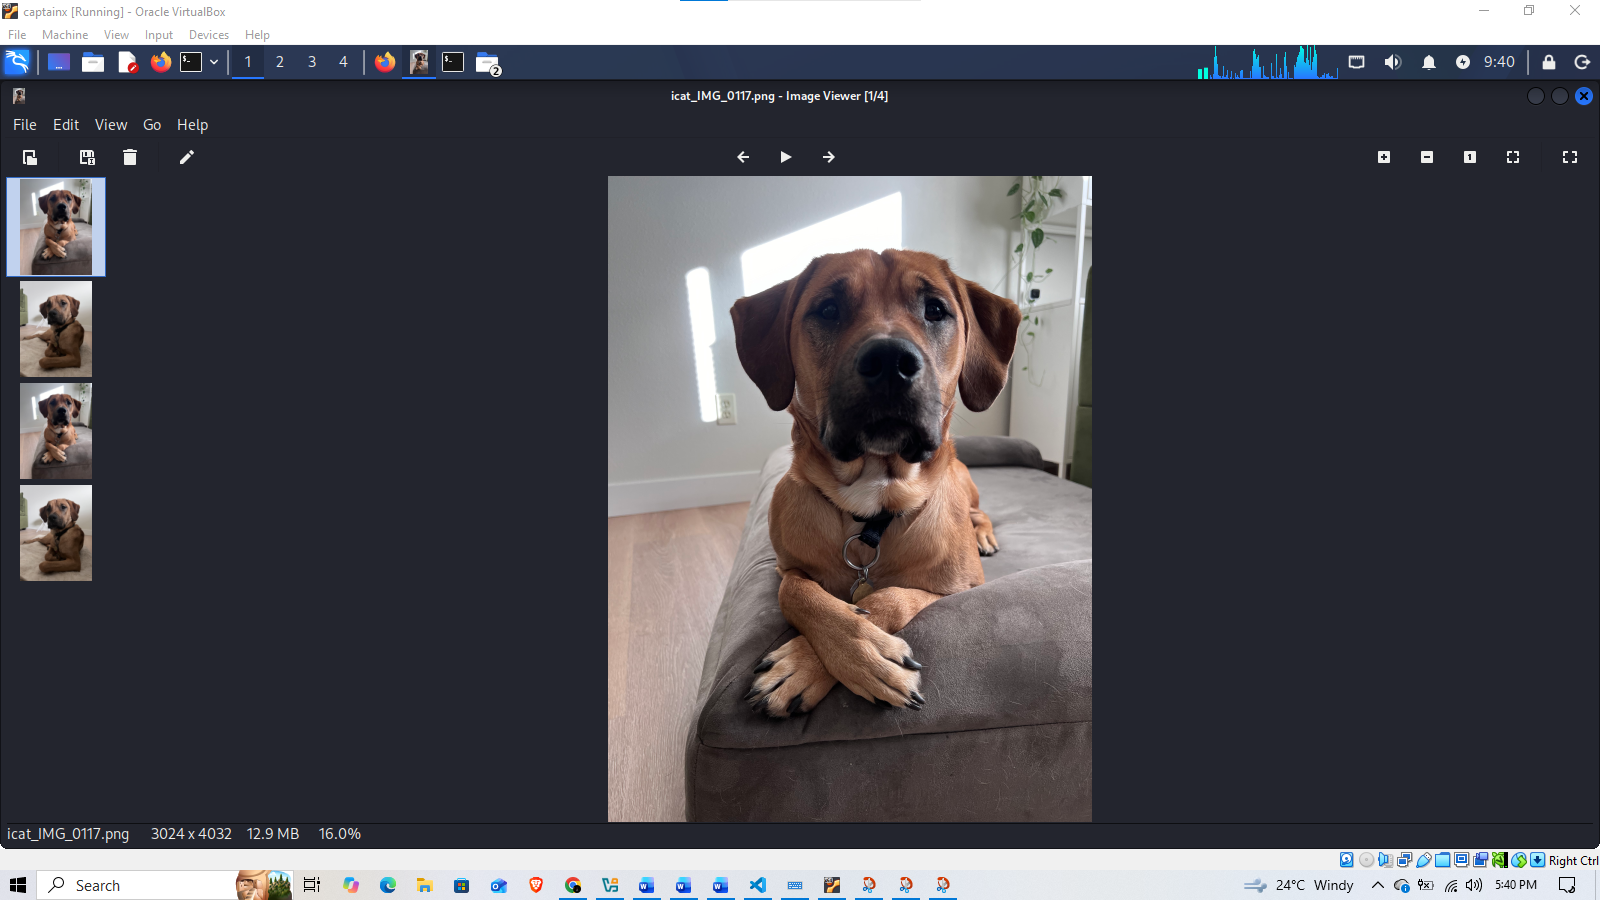 captainx [Running] - Oracle VirtualBox
File Machine View Input Devices Help
1 2 3 4 2 9:40
icat_IMG_0117.png - Image Viewer [1/4]
File Edit View Go Help
1
icat_IMG_0117.png 3024 x 4032 12.9 MB 16.0%
Right Ctrl
Search 24°C Windy 5:40 PM